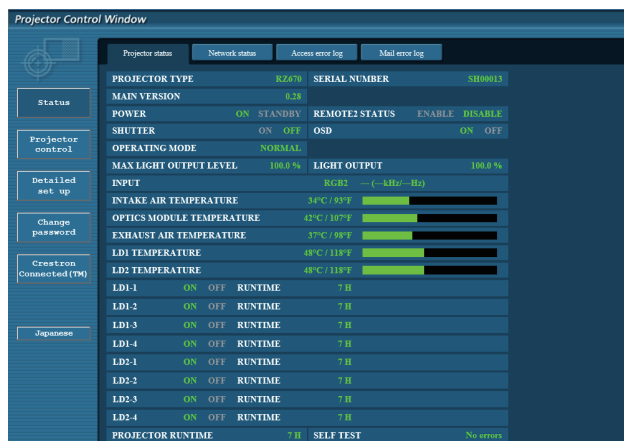 Projector Control Window
Projector status Network status Access error log Mail error log
Status
Projector control
Detailed set up
Change password
Crestron Connected(TM)
Japanese
PROJECTOR TYPE RZ670 SERIAL NUMBER SH00013
MAIN VERSION 0.28
POWER ON STANDBY REMOTE2 STATUS ENABLE DISABLE
SHUTTER ON OFF OSD ON OFF
OPERATING MODE NORMAL
MAX LIGHT OUTPUT LEVEL 100.0 % LIGHT OUTPUT 100.0 %
INPUT RGB2 — (—kHz/—Hz)
INTAKE AIR TEMPERATURE 34°C / 93°F
OPTICS MODULE TEMPERATURE 42°C / 107°F
EXHAUST AIR TEMPERATURE 37°C / 98°F
LD1 TEMPERATURE 48°C / 118°F
LD2 TEMPERATURE 48°C / 118°F
LD1-1 ON OFF RUNTIME 7 H
LD1-2 ON OFF RUNTIME 7 H
LD1-3 ON OFF RUNTIME 7 H
LD1-4 ON OFF RUNTIME 7 H
LD2-1 ON OFF RUNTIME 7 H
LD2-2 ON OFF RUNTIME 7 H
LD2-3 ON OFF RUNTIME 7 H
LD2-4 ON OFF RUNTIME 7 H
PROJECTOR RUNTIME 7 H SELF TEST No errors